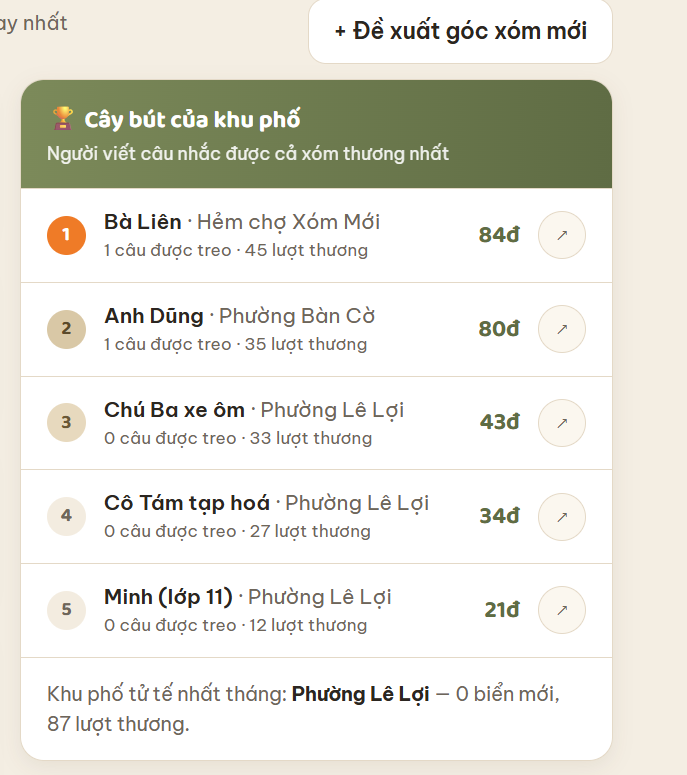 ay nhất
+ Đề xuất góc xóm mới
Cây bút của khu phố
Người viết câu nhắc được cả xóm thương nhất
1 Bà Liên · Hẻm chợ Xóm Mới 84đ ↗
1 câu được treo · 45 lượt thương
2 Anh Dũng · Phường Bàn Cờ 80đ ↗
1 câu được treo · 35 lượt thương
3 Chú Ba xe ôm · Phường Lê Lợi 43đ ↗
0 câu được treo · 33 lượt thương
4 Cô Tám tạp hoá · Phường Lê Lợi 34đ ↗
0 câu được treo · 27 lượt thương
5 Minh (lớp 11) · Phường Lê Lợi 21đ ↗
0 câu được treo · 12 lượt thương
Khu phố tử tế nhất tháng: Phường Lê Lợi — 0 biển mới,
87 lượt thương.